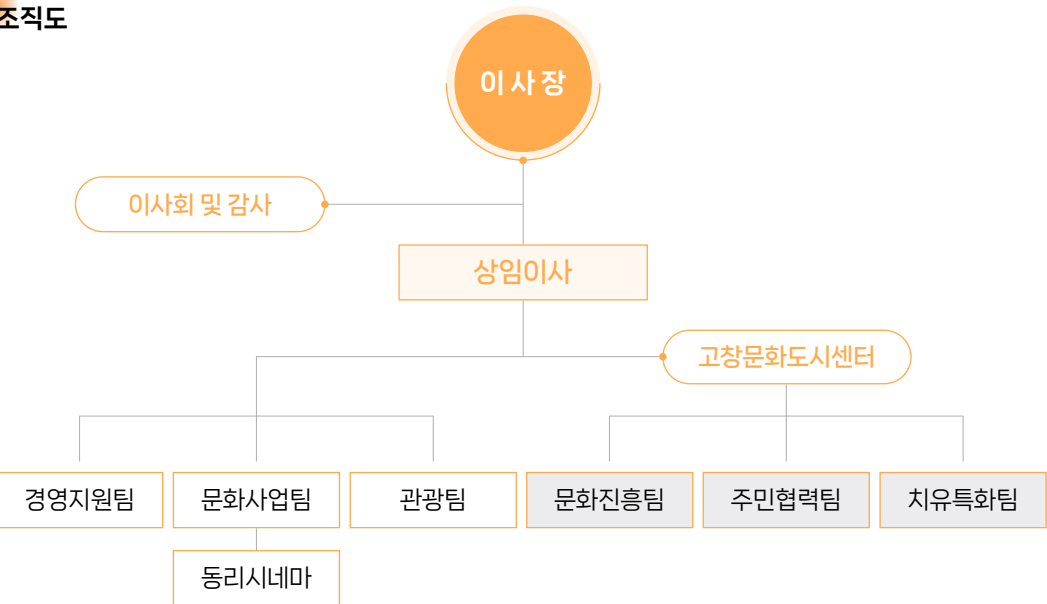 조직도
이사장
이사회 및 감사
상임이사
고창문화도시센터
경영지원팀
문화사업팀
관광팀
문화진흥팀
주민협력팀
치유특화팀
동리시네마